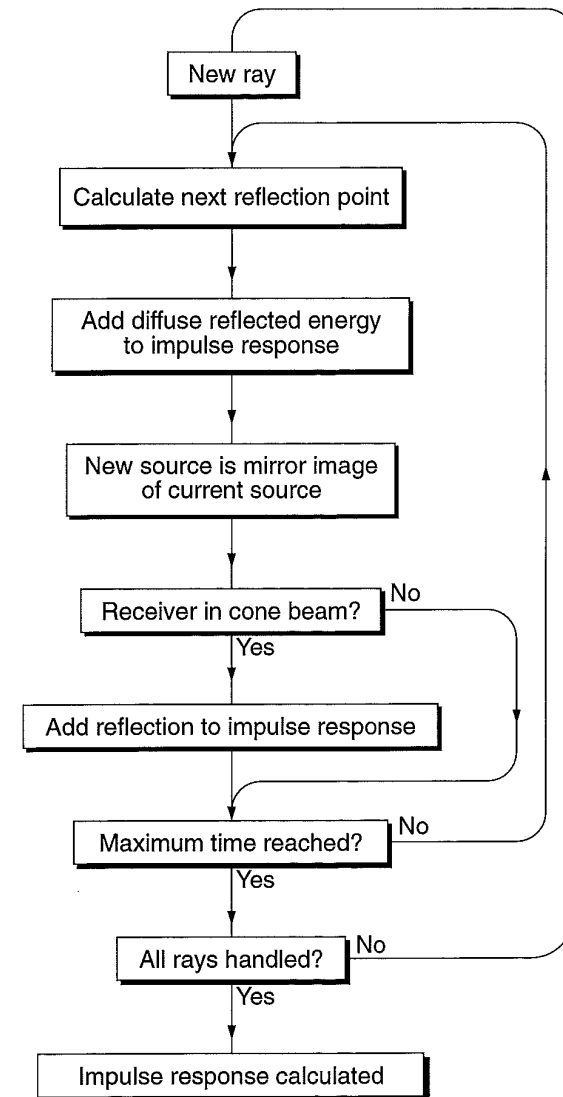 New ray
Calculate next reflection point
Add diffuse reflected energy
to impulse response
New source is mirror image
of current source
Receiver in cone beam?
No
Yes
Add reflection to impulse response
Maximum time reached?
No
Yes
All rays handled?
No
Yes
Impulse response calculated